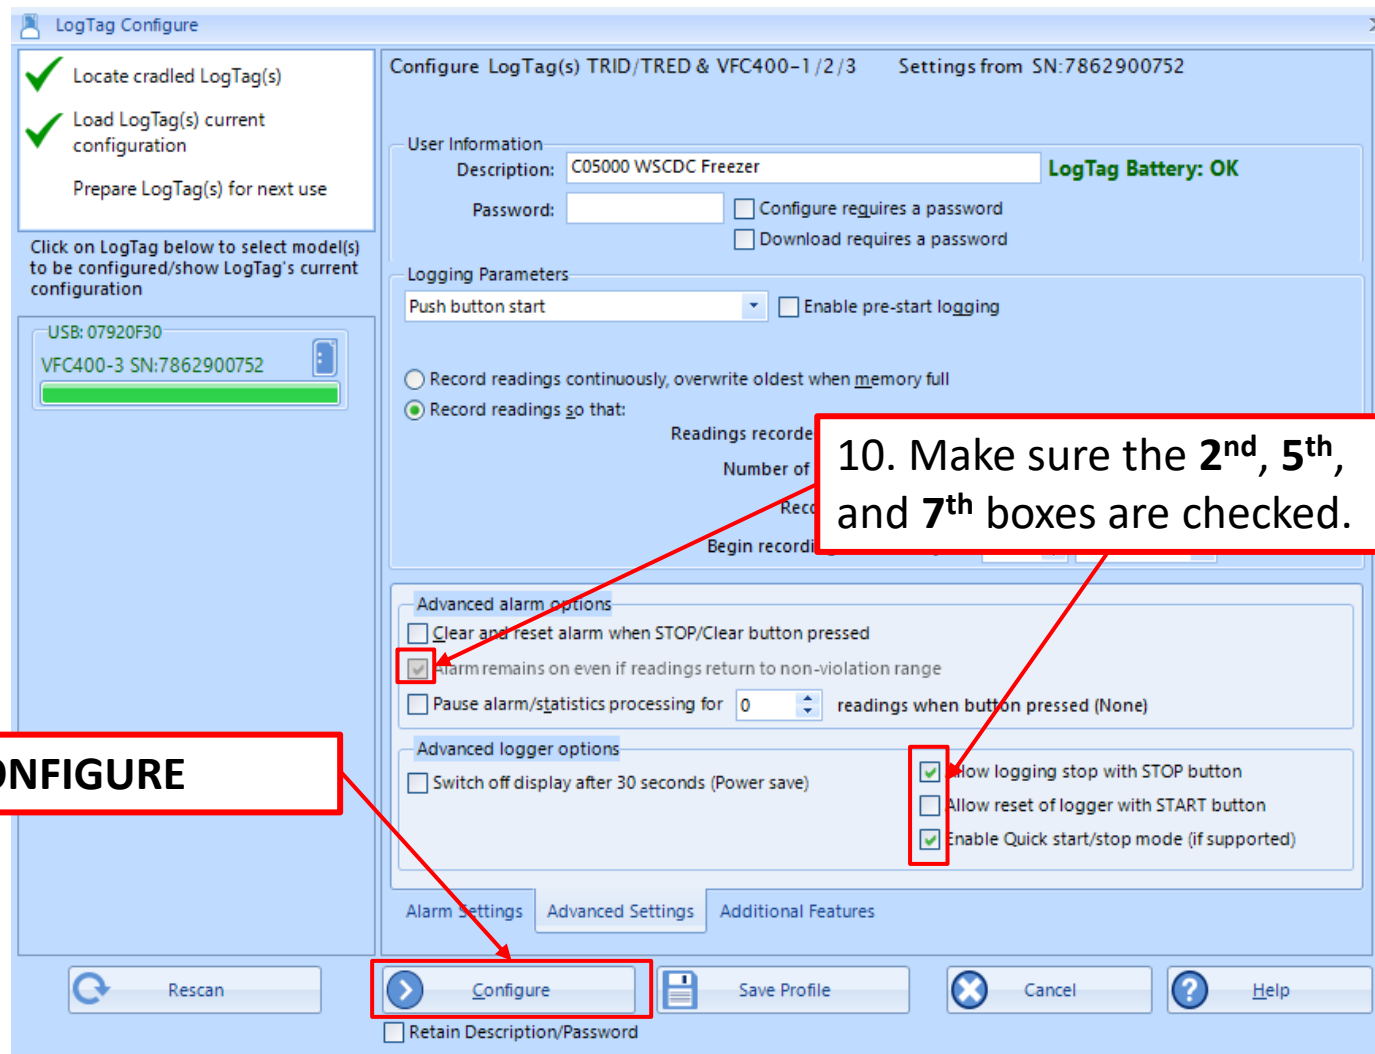 LogTag Configure
Locate cradled LogTag(s)
Load LogTag(s) current
configuration
Prepare LogTag(s) for next use
Click on LogTag below to select model(s)
to be configured/show LogTag's current
configuration
USB: 07920F30
VFC400-3 SN:7862900752
Configure LogTag(s) TRID/TRED & VFC400-1/2/3 Settings from SN:7862900752
User Information
Description: C05000 WSCDC Freezer LogTag Battery: OK
Password: Configure requires a password
Download requires a password
Logging Parameters
Push button start Enable pre-start logging
Record readings continuously, overwrite oldest when memory full
Record readings so that:
Readings
Number of
Begin
10. Make sure the 2nd, 5th,
and 7th boxes are checked.
Advanced alarm options
Clear and reset alarm when STOP/Clear button pressed
Alarm remains on even if readings return to non-violation range
Pause alarm/statistics processing for 0 readings when button pressed (None)
Advanced logger options
Switch off display after 30 seconds (Power save)
Allow logging stop with STOP button
Allow reset of logger with START button
Enable Quick start/stop mode (if supported)
ONFIGURE
Alarm Settings Advanced Settings Additional Features
Rescan Configure Save Profile Cancel Help
Retain Description/Password